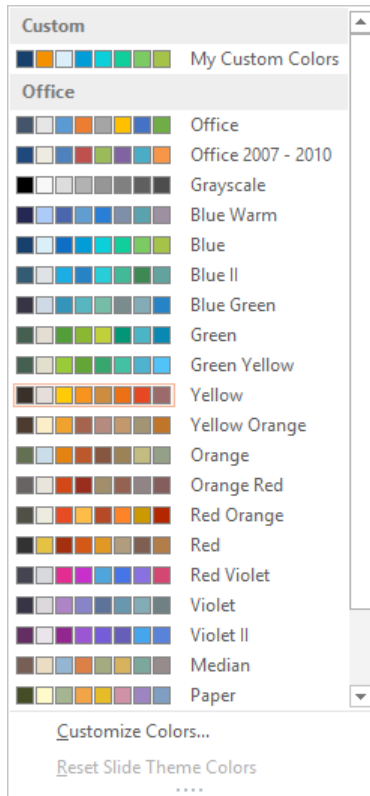 Custom
My Custom Colors
Office
Office
Office 2007 - 2010
Grayscale
Blue Warm
Blue
Blue II
Blue Green
Green
Green Yellow
Yellow
Yellow Orange
Orange
Orange Red
Red Orange
Red
Red Violet
Violet
Violet II
Median
Paper
Customize Colors...
Reset Slide Theme Colors